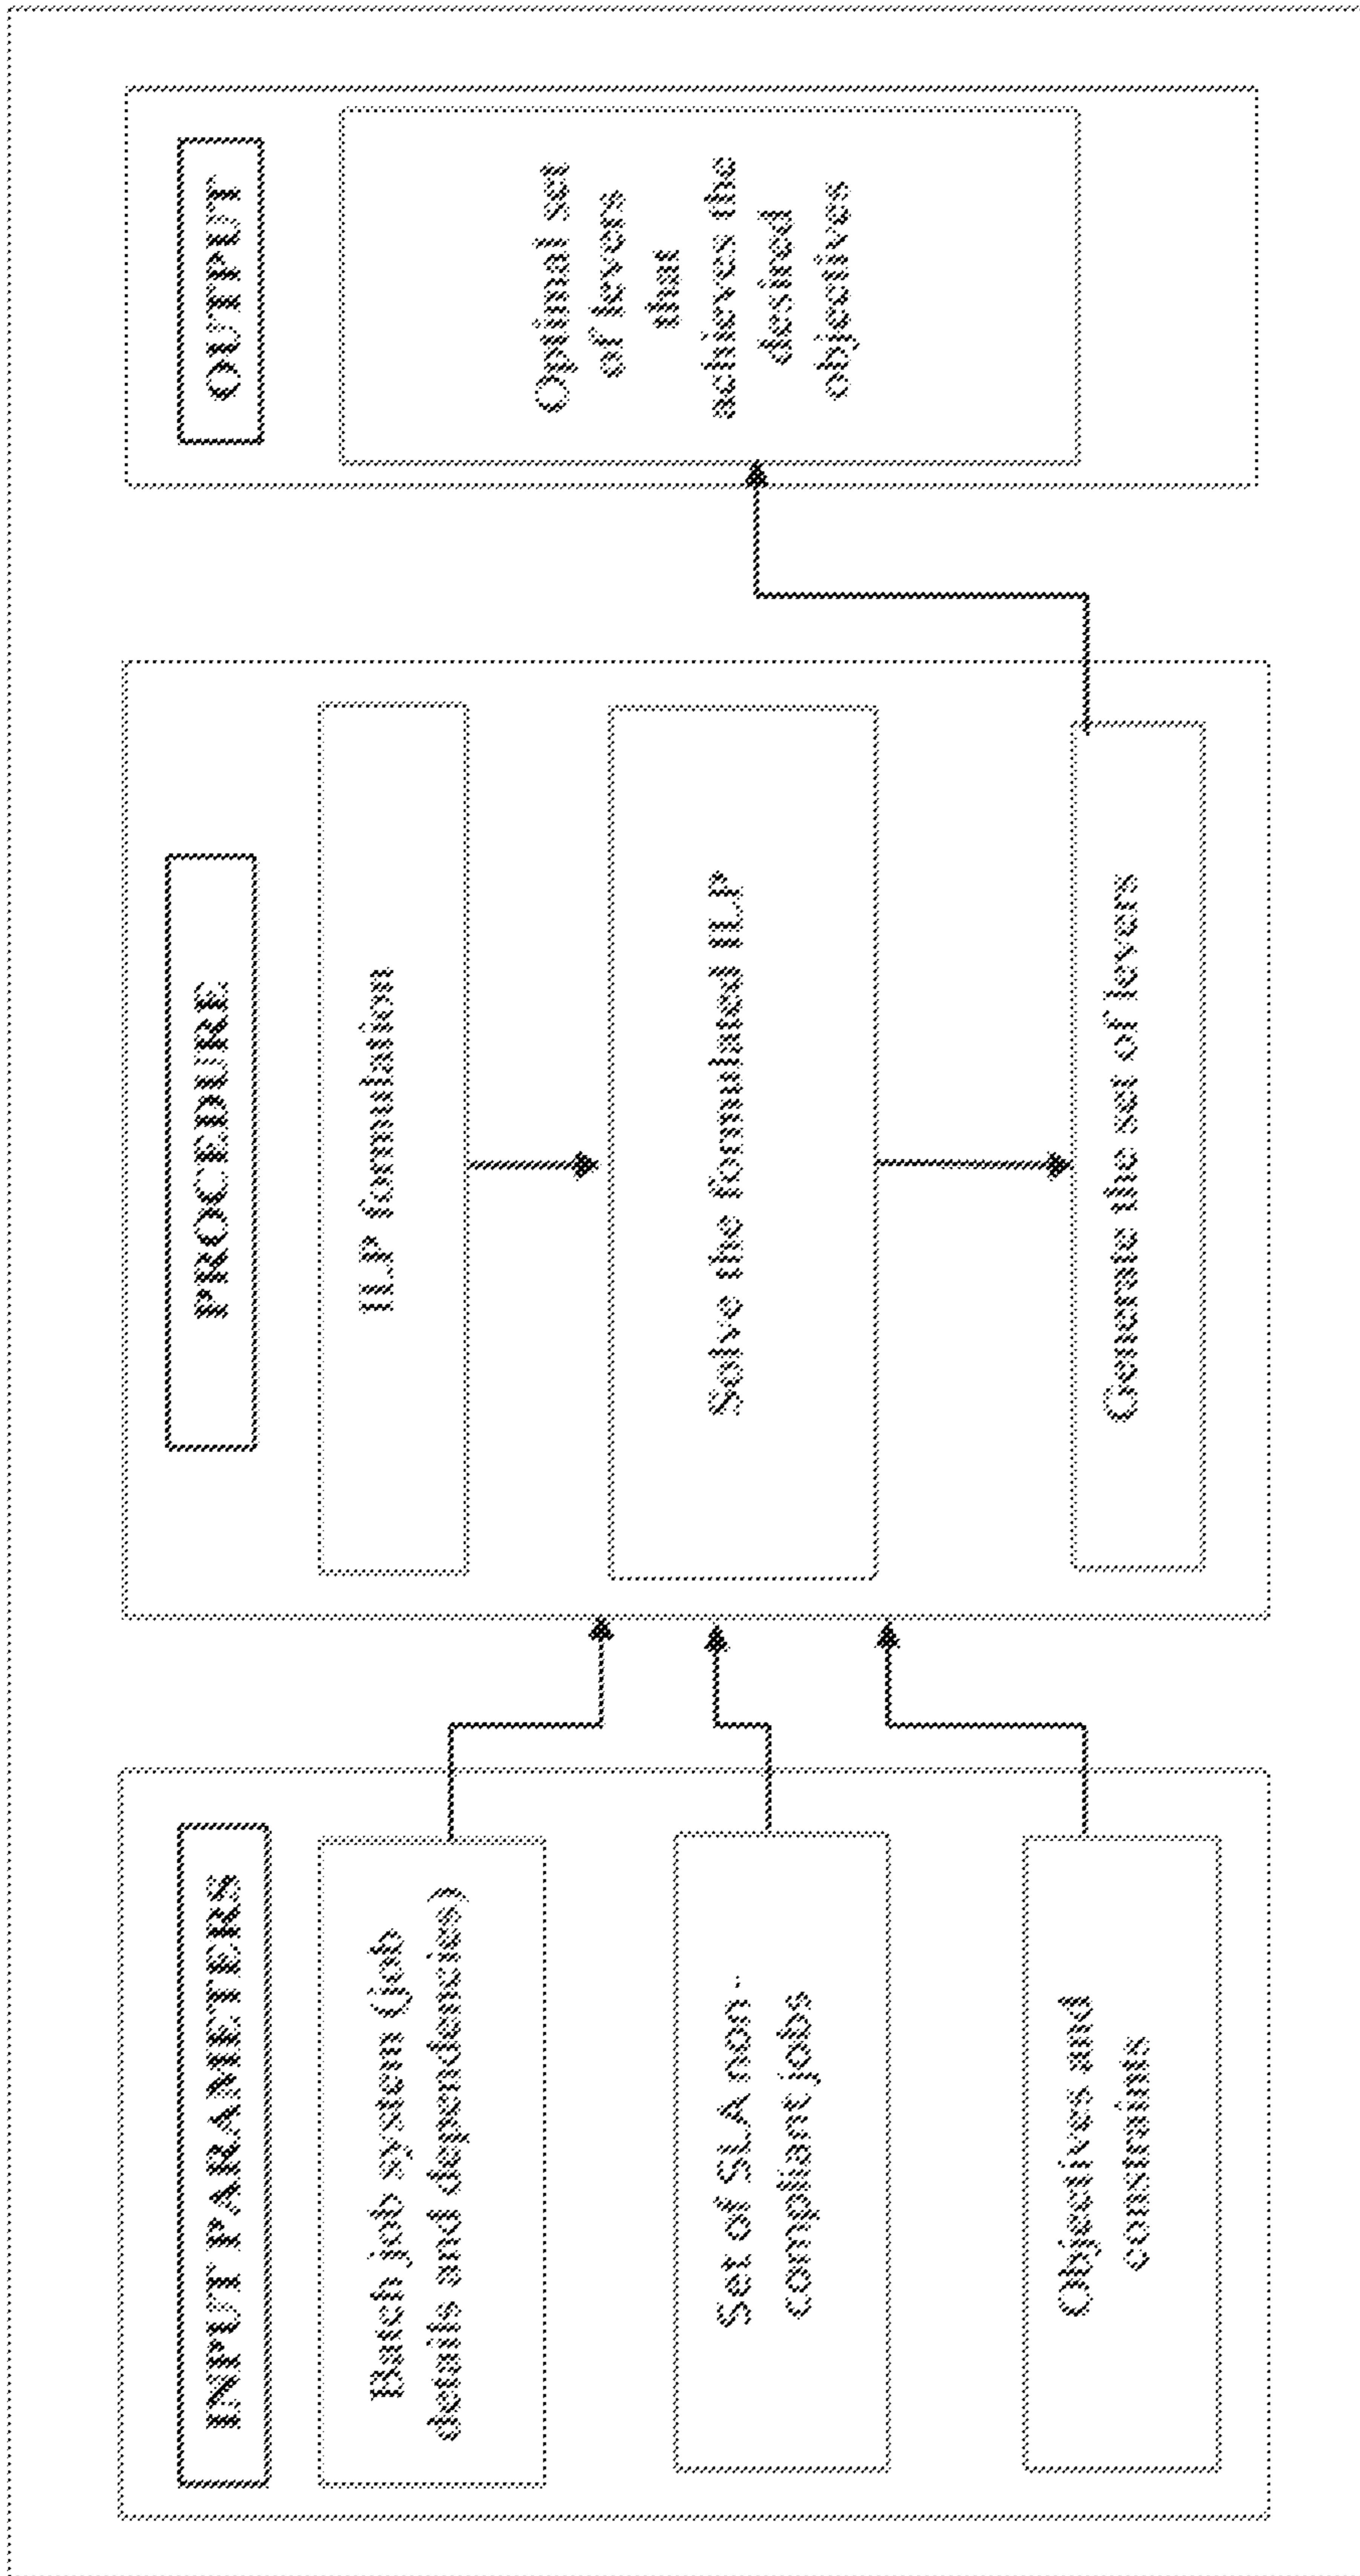 INPUT PARAMETERS
Batch job system (job
details and dependencies)
Set of SLA non-
compliant jobs
Objectives and
constraints
PROCEDURE
ILP formulation
Solve the formulated ILP
Generate the set of levers
OUTPUT
Optimal set
of levers
that
achieves the
desired
objectives